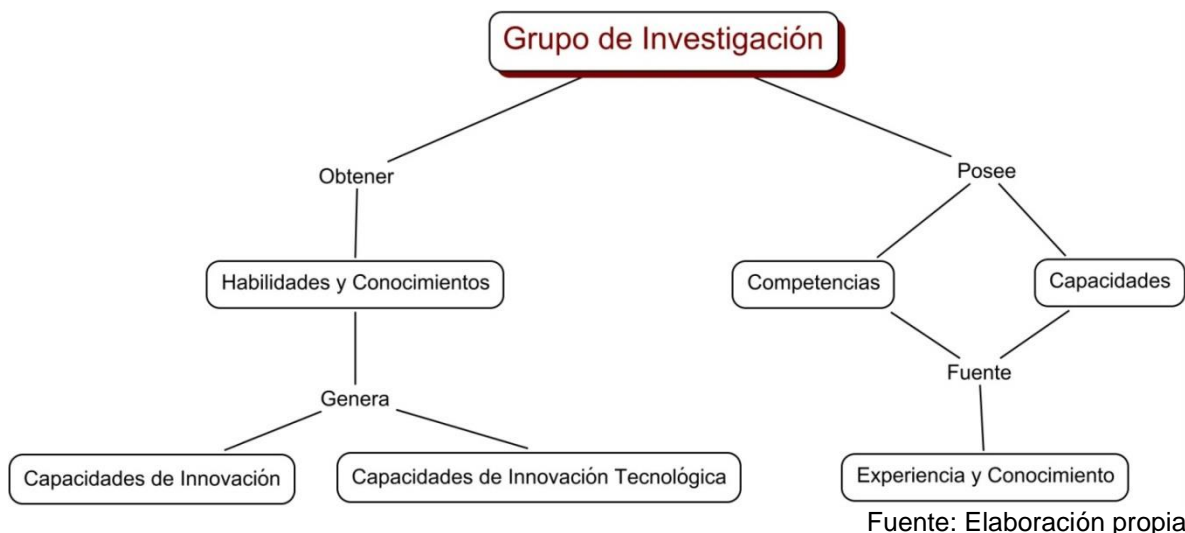 Grupo de Investigación
Obtener
Posee
Habilidades y Conocimientos
Competencias
Capacidades
Fuente
Genera
Capacidades de Innovación
Capacidades de Innovación Tecnológica
Experiencia y Conocimiento
Fuente: Elaboración propia